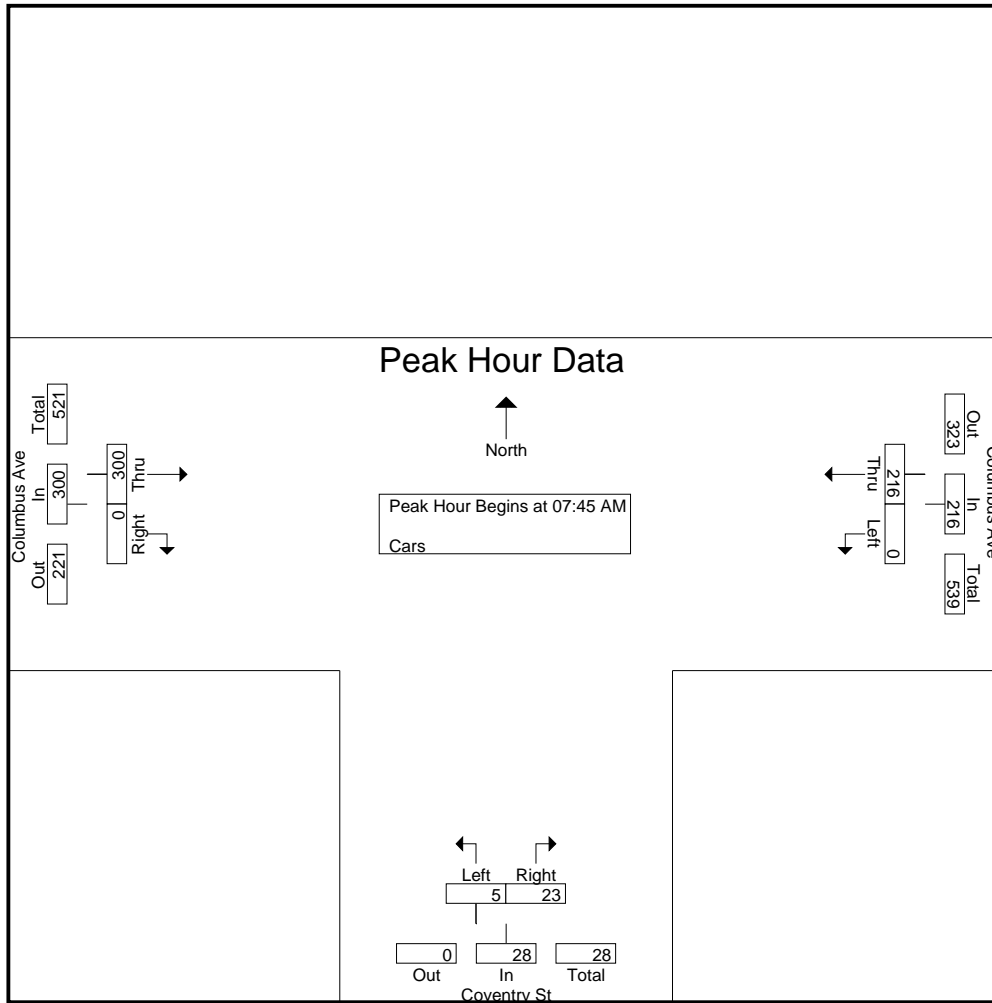 Peak Hour Data
North
Peak Hour Begins at 07:45 AM
Cars
Columbus Ave
Total
521
In
300
Out
221
300
Thru
0
Right
Columbus Ave
Out
323
In
216
Total
539
216
Thru
0
Left
Left Right
5 23
0 28 28
Out In Total
Coventry St